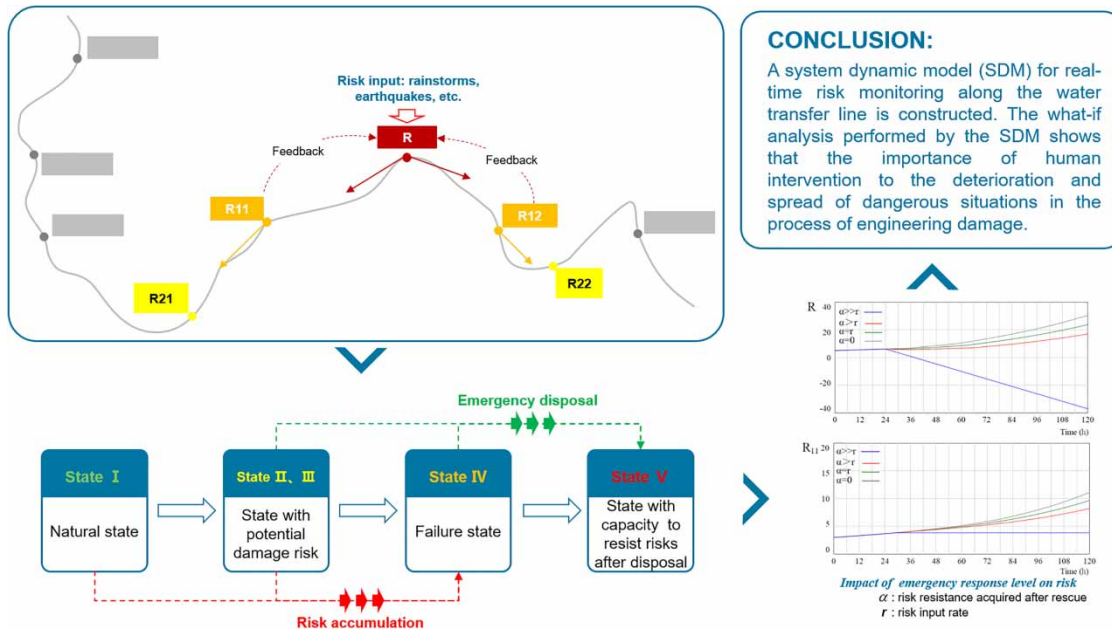 Risk input: rainstorms,
earthquakes, etc.
R
Feedback
Feedback
R11
R12
R21
R22
CONCLUSION:
A system dynamic model (SDM) for real-
time risk monitoring along the water
transfer line is constructed. The what-if
analysis performed by the SDM shows
that the importance of human
intervention to the deterioration and
spread of dangerous situations in the
process of engineering damage.
Emergency disposal
State Ⅰ
Natural state
State Ⅱ、Ⅲ
State with
potential
damage risk
State Ⅳ
Failure state
State Ⅴ
State with
capacity to
resist risks
after disposal
Risk accumulation
R
40
20
0
-20
-40
α>>r
α>r
α=r
α=0
0 12 24 36 48 60 72 84 96 108 120
Time (h)
R11
20
15
10
5
0
α>>r
α>r
α=r
α=0
0 12 24 36 48 60 72 84 96 108 120
Time (h)
Impact of emergency response level on risk
α : risk resistance acquired after rescue
r : risk input rate